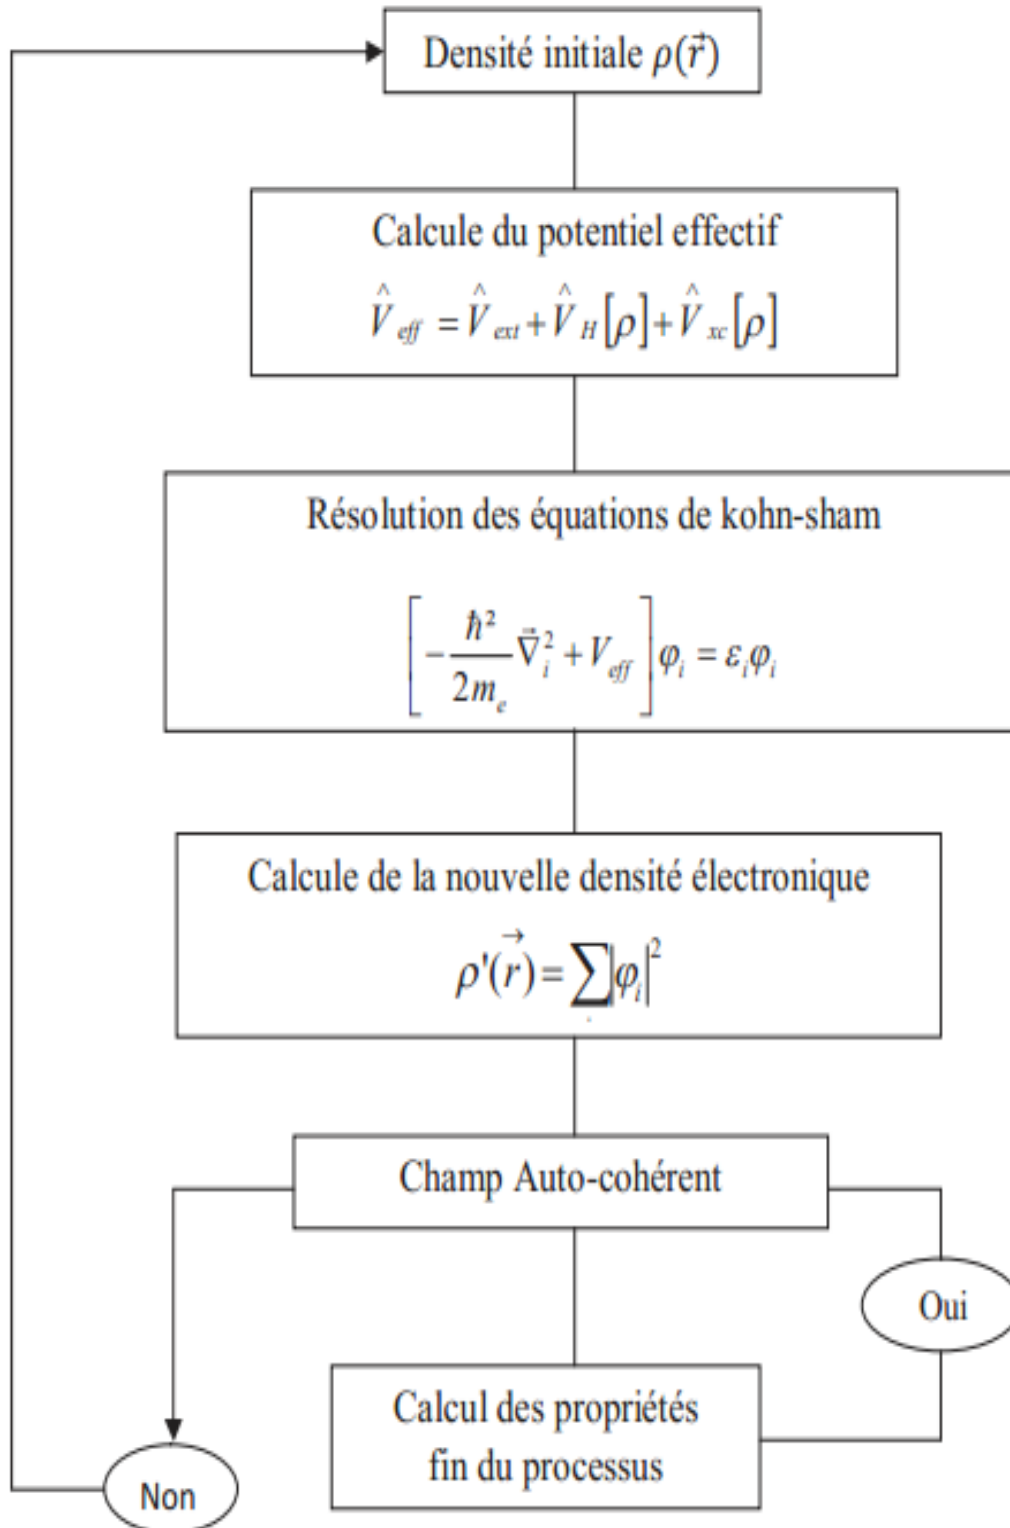 Densité initiale ρ(r⃗)
Calcule du potentiel effectif
V̂ eff = V̂ ext + V̂ H [ρ] + V̂ xc [ρ]
Résolution des équations de kohn-sham
[ - ℏ² / 2mₑ ∇⃗ᵢ² + V eff ] φᵢ = εᵢφᵢ
Calcule de la nouvelle densité électronique
ρ'(r⃗) = ∑|φᵢ|²
Champ Auto-cohérent
Oui
Calcul des propriétés
fin du processus
Non